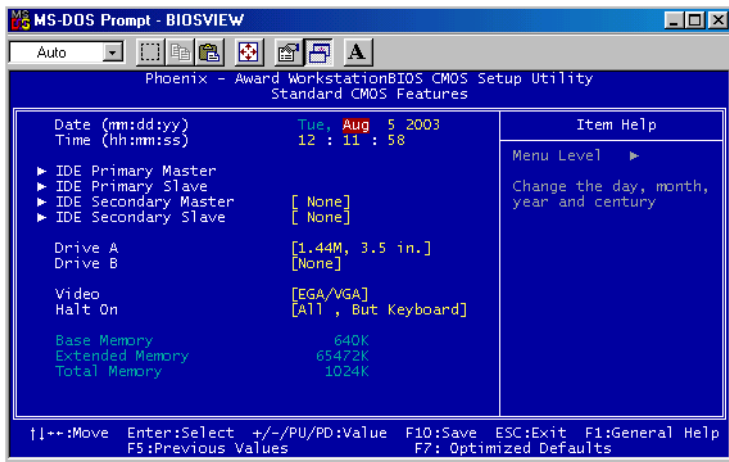 MS-DOS Prompt - BIOSVIEW
Auto
A
Phoenix - Award WorkstationBIOS CMOS Setup Utility
Standard CMOS Features
Date (mm:dd:yy) Tue, Aug 5 2003
Time (hh:mm:ss) 12 : 11 : 58
► IDE Primary Master
► IDE Primary Slave
► IDE Secondary Master [ None]
► IDE Secondary Slave [ None]
Drive A [1.44M, 3.5 in.]
Drive B [None]
Video [EGA/VGA]
Halt On [All , But Keyboard]
Base Memory 640K
Extended Memory 65472K
Total Memory 1024K
Item Help
Menu Level ►
Change the day, month,
year and century
↑↓←→:Move Enter:Select +/-/PU/PD:Value F10:Save ESC:Exit F1:General Help
F5:Previous Values F7: Optimized Defaults